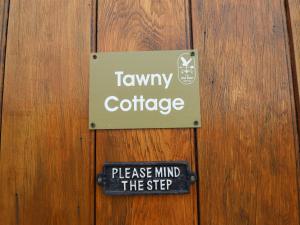 Tawny
Cottage
PLEASE MIND
THE STEP